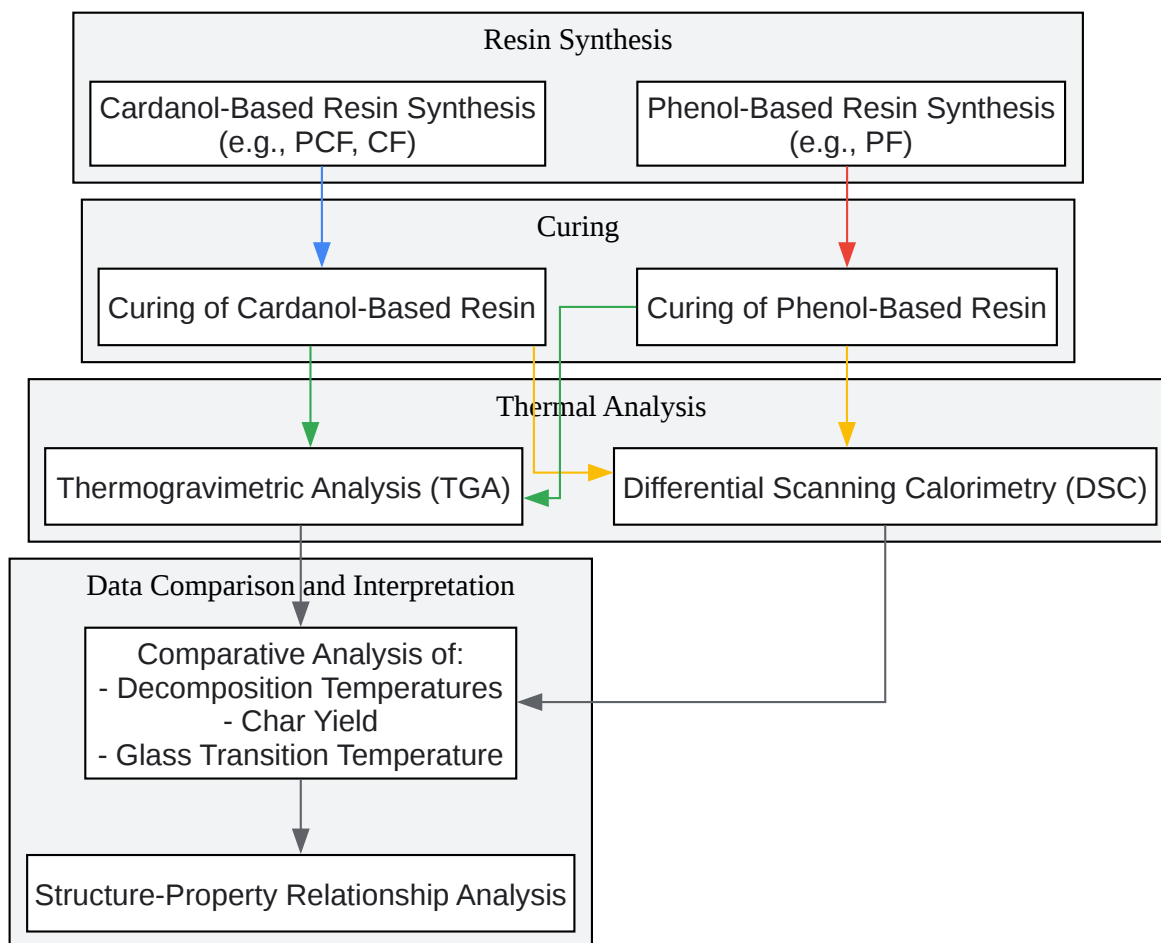 Resin Synthesis
Cardanol-Based Resin Synthesis
(e.g., PCF, CF)
Phenol-Based Resin Synthesis
(e.g., PF)
Curing
Curing of Cardanol-Based Resin
Curing of Phenol-Based Resin
Thermal Analysis
Thermogravimetric Analysis (TGA)
Differential Scanning Calorimetry (DSC)
Data Comparison and Interpretation
Comparative Analysis of:
- Decomposition Temperatures
- Char Yield
- Glass Transition Temperature
Structure-Property Relationship Analysis